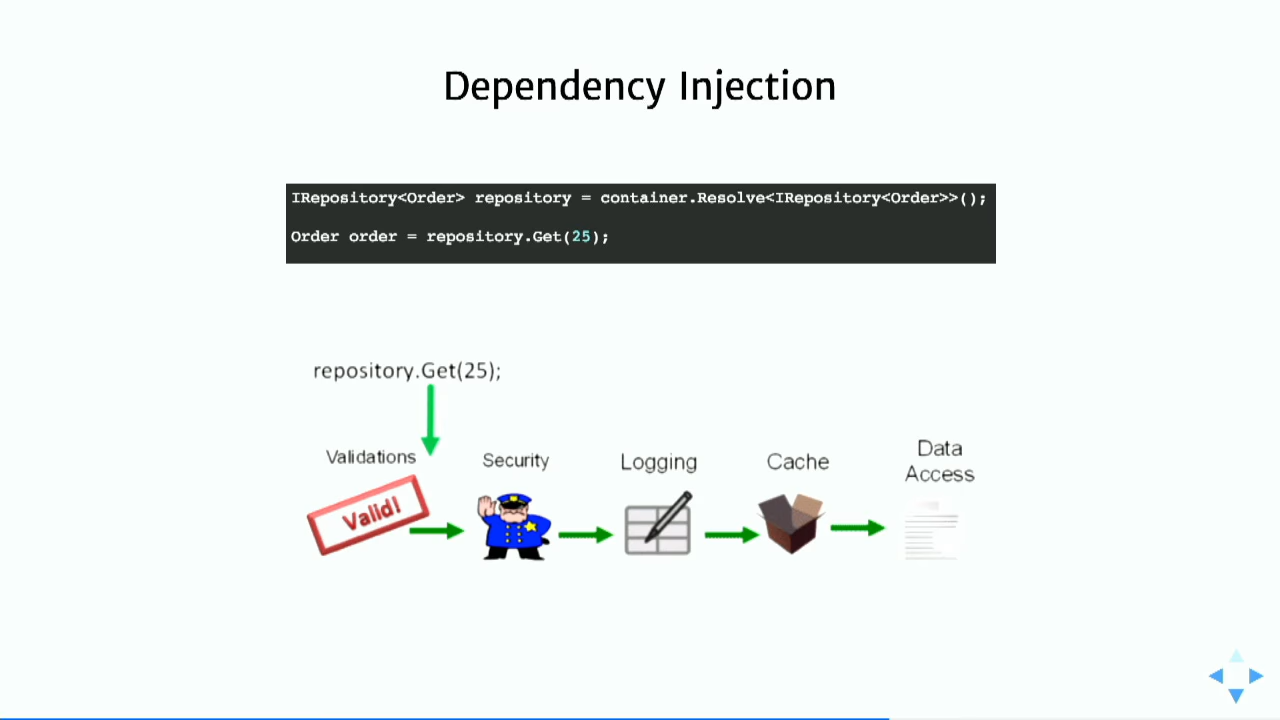 Dependency Injection
IRepository<Order> repository = container.Resolve<IRepository<Order>>();
Order order = repository.Get(25);
repository.Get(25);
Validations
Security
Logging
Cache
Data
Access
Valid!